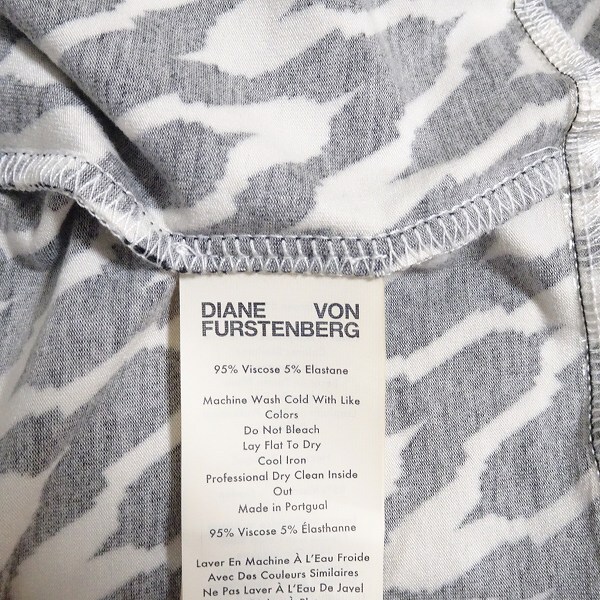 DIANE VON
FURSTENBERG
95% Viscose 5% Elastane
Machine Wash Cold With Like
Colors
Do Not Bleach
Lay Flat To Dry
Cool Iron
Professional Dry Clean Inside
Out
Made in Portgual
95% Viscose 5% Élasthanne
Laver En Machine À L'Eau Froide
Avec Des Couleurs Similaires
Ne Pas Laver À L'Eau De Javel